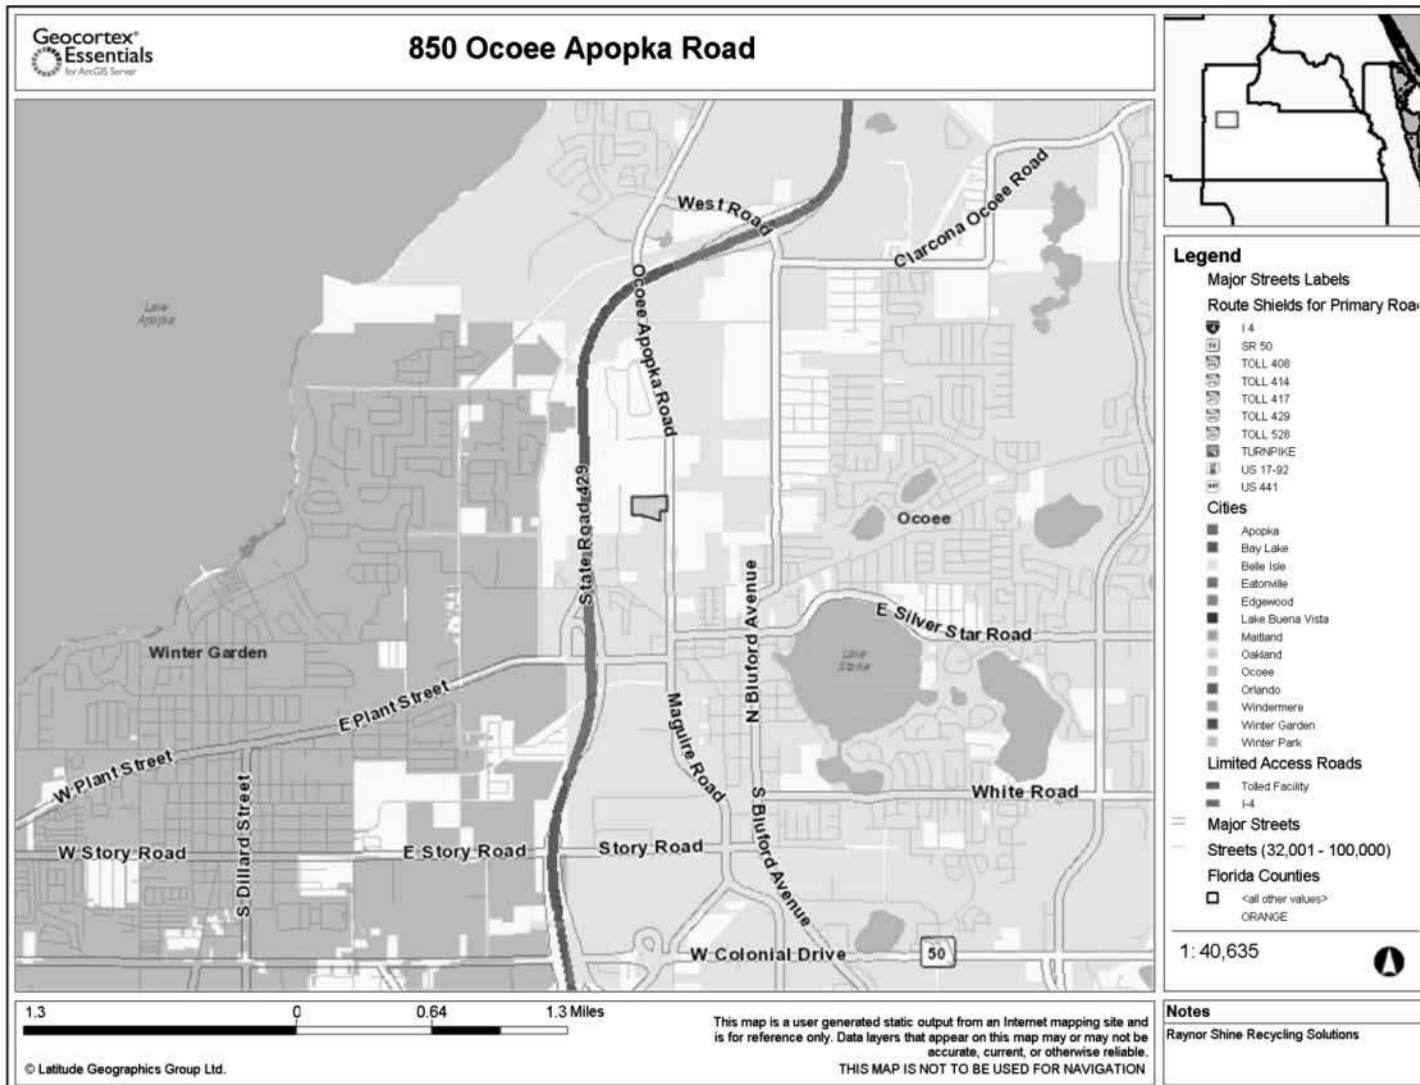 Geocortex®
Essentials
for ArcGIS Server
850 Ocoee Apopka Road
West Road
Clarcona Ocoee Road
Lake
Apopka
Ocoee Apopka Road
State Road 429
Ocoee
N Bluford Avenue
E Silver Star Road
Lake
Winter Garden
E Plant Street
Maguire Road
W Plant Street
S Dillard Street
White Road
S Bluford Avenue
W Story Road
E Story Road
Story Road
W Colonial Drive
50
Legend
Major Streets Labels
Route Shields for Primary Road
I 4
SR 50
TOLL 408
TOLL 414
TOLL 417
TOLL 429
TOLL 528
TURNPIKE
US 17-92
US 441
Cities
Apopka
Bay Lake
Belle Isle
Eatonville
Edgewood
Lake Buena Vista
Maitland
Oakland
Ocoee
Orlando
Windermere
Winter Garden
Winter Park
Limited Access Roads
Tolled Facility
I-4
Major Streets
Streets (32,001 - 100,000)
Florida Counties
<all other values>
ORANGE
1: 40,635
1.3 0 0.64 1.3 Miles
© Latitude Geographics Group Ltd.
This map is a user generated static output from an Internet mapping site and
is for reference only. Data layers that appear on this map may or may not be
accurate, current, or otherwise reliable.
THIS MAP IS NOT TO BE USED FOR NAVIGATION
Notes
Raynor Shine Recycling Solutions